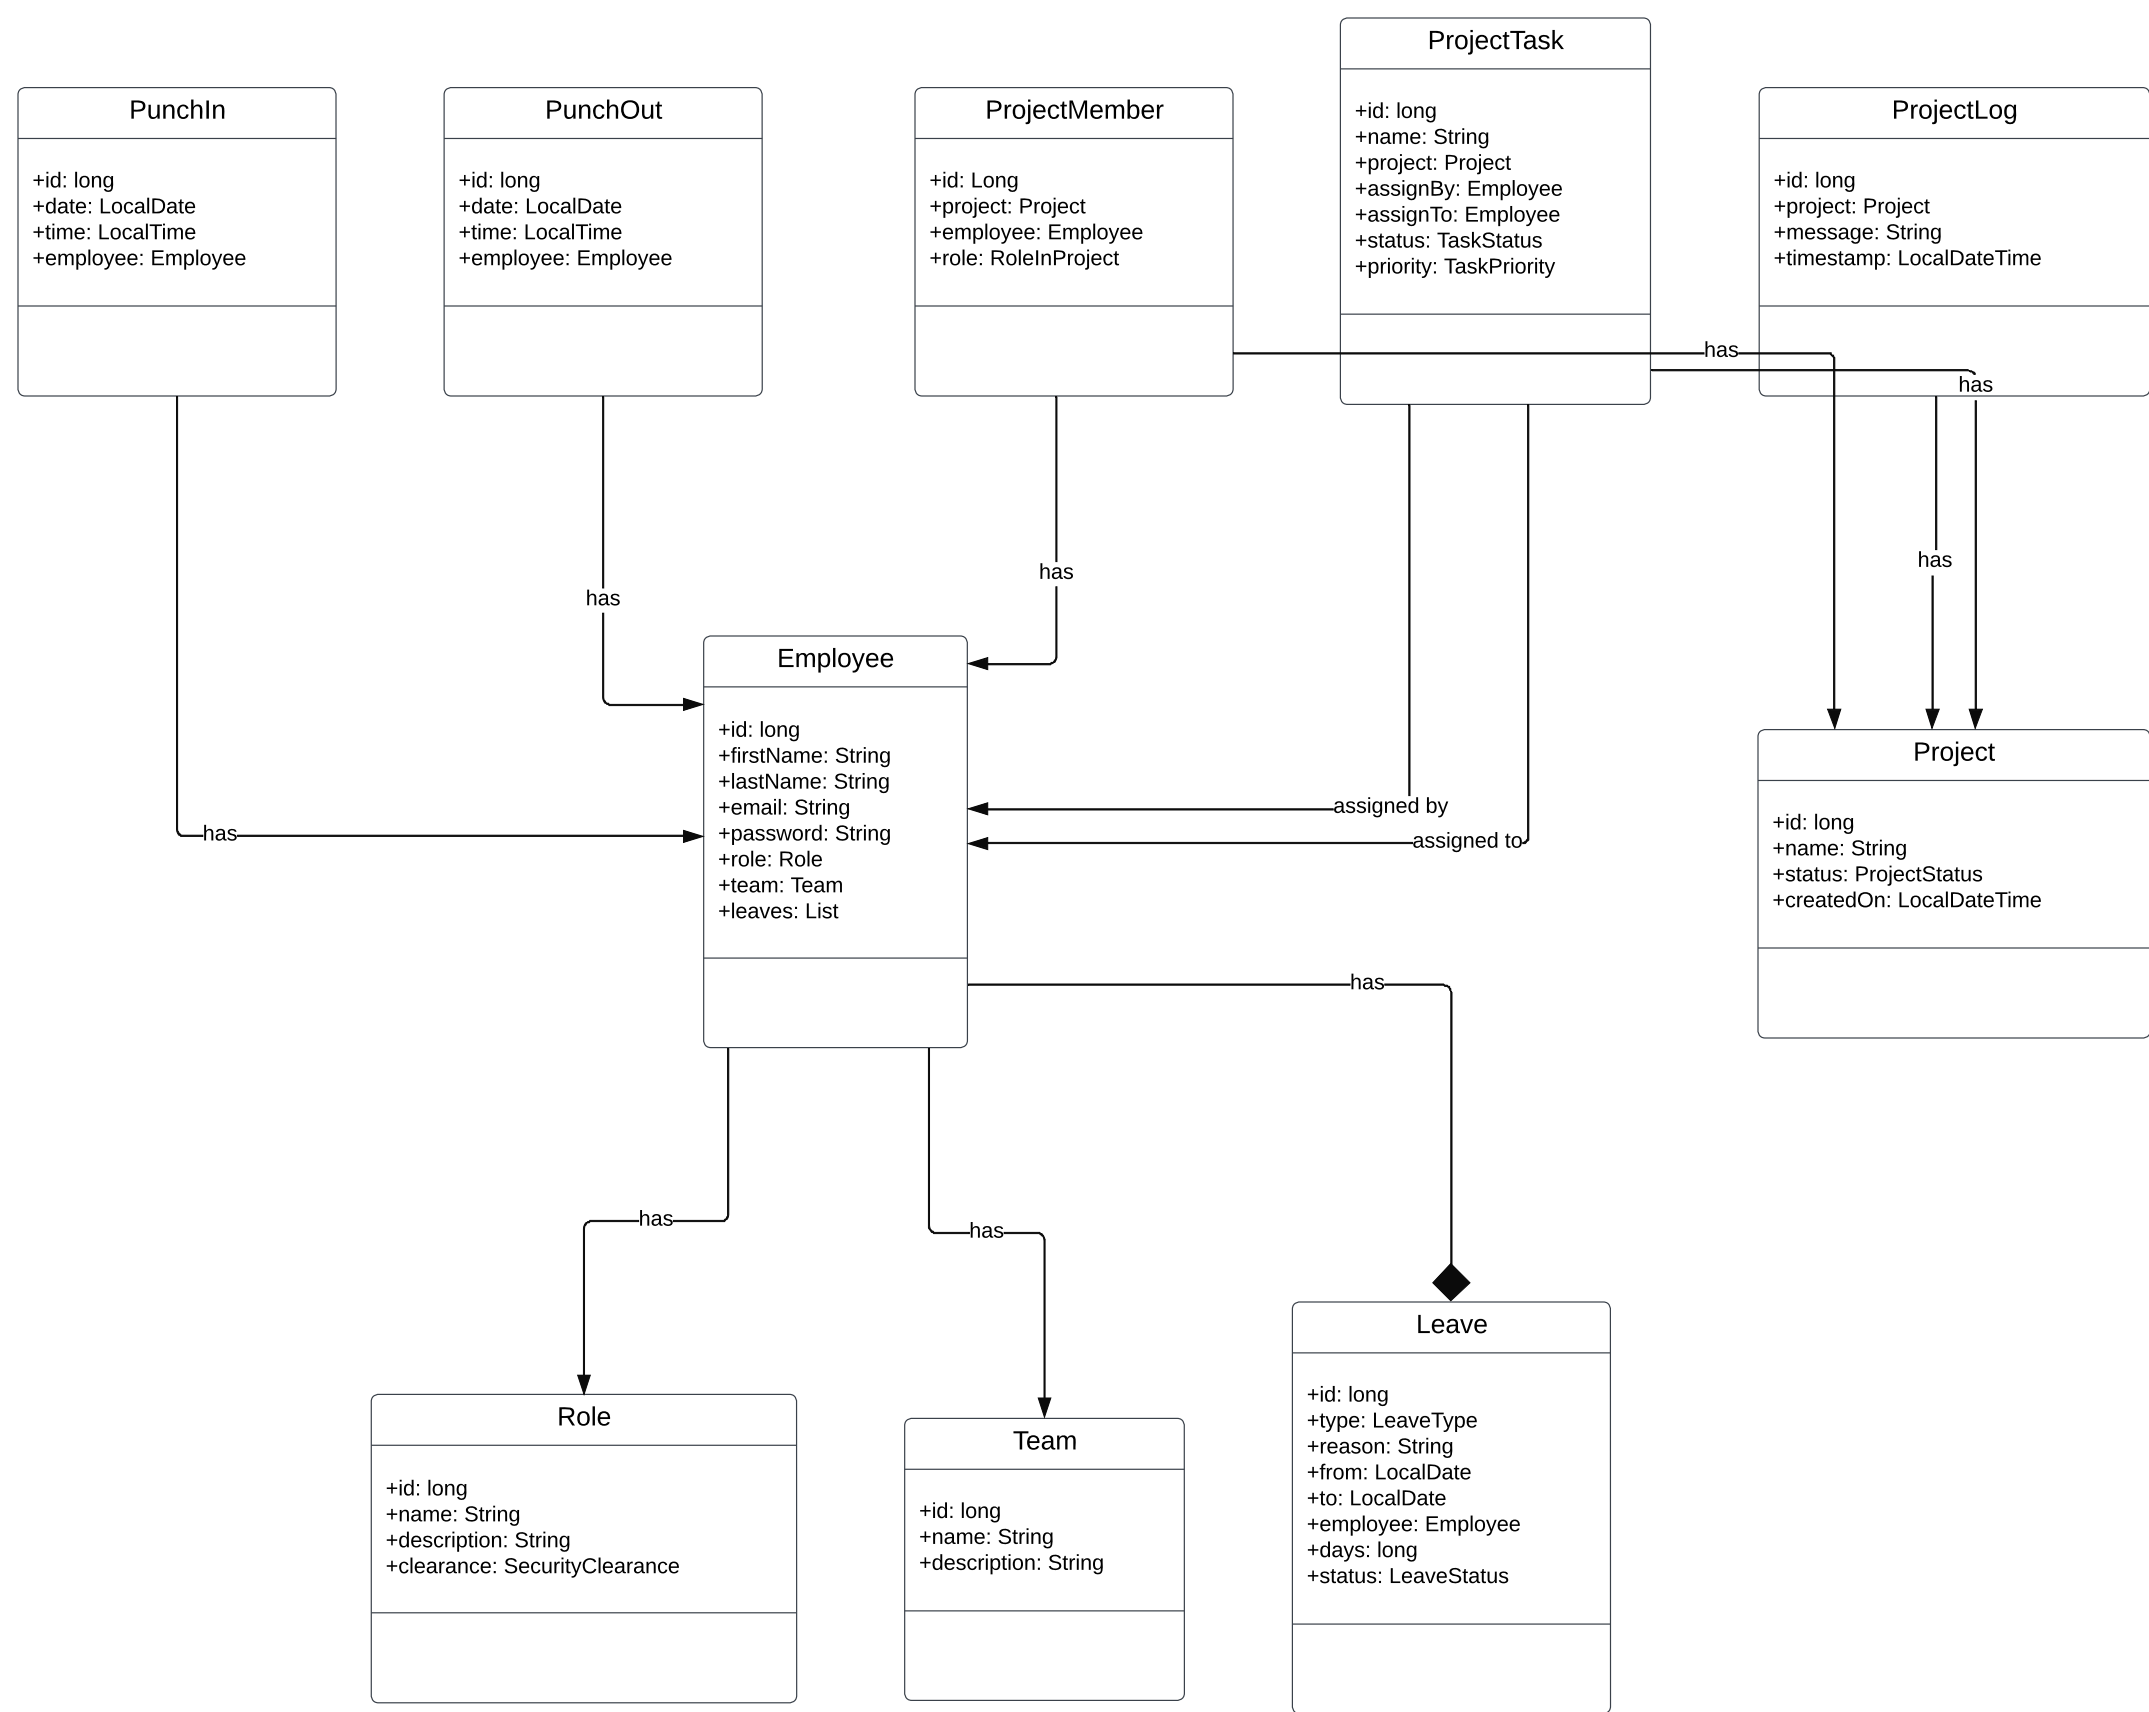 PunchIn
+id: long
+date: LocalDate
+time: LocalTime
+employee: Employee
PunchOut
+id: long
+date: LocalDate
+time: LocalTime
+employee: Employee
ProjectMember
+id: Long
+project: Project
+employee: Employee
+role: RoleInProject
ProjectTask
+id: long
+name: String
+project: Project
+assignBy: Employee
+assignTo: Employee
+status: TaskStatus
+priority: TaskPriority
ProjectLog
+id: long
+project: Project
+message: String
+timestamp: LocalDateTime
has
has
has
has
has
Employee
+id: long
+firstName: String
+lastName: String
+email: String
+password: String
+role: Role
+team: Team
+leaves: List
has
assigned by
assigned to
Project
+id: long
+name: String
+status: ProjectStatus
+createdOn: LocalDateTime
has
has
has
Role
+id: long
+name: String
+description: String
+clearance: SecurityClearance
Team
+id: long
+name: String
+description: String
Leave
+id: long
+type: LeaveType
+reason: String
+from: LocalDate
+to: LocalDate
+employee: Employee
+days: long
+status: LeaveStatus